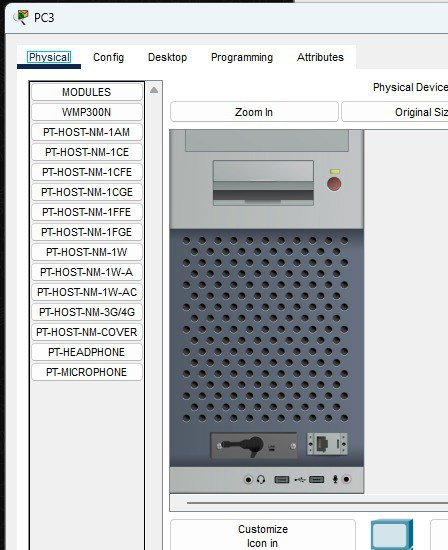 PC3
Physical Config Desktop Programming Attributes
MODULES
WMP300N
PT-HOST-NM-1AM
PT-HOST-NM-1CE
PT-HOST-NM-1CFE
PT-HOST-NM-1CGE
PT-HOST-NM-1FFE
PT-HOST-NM-1FGE
PT-HOST-NM-1W
PT-HOST-NM-1W-A
PT-HOST-NM-1W-AC
PT-HOST-NM-3G/4G
PT-HOST-NM-COVER
PT-HEADPHONE
PT-MICROPHONE
Physical Device
Zoom In
Original Siz
Customize
Icon in